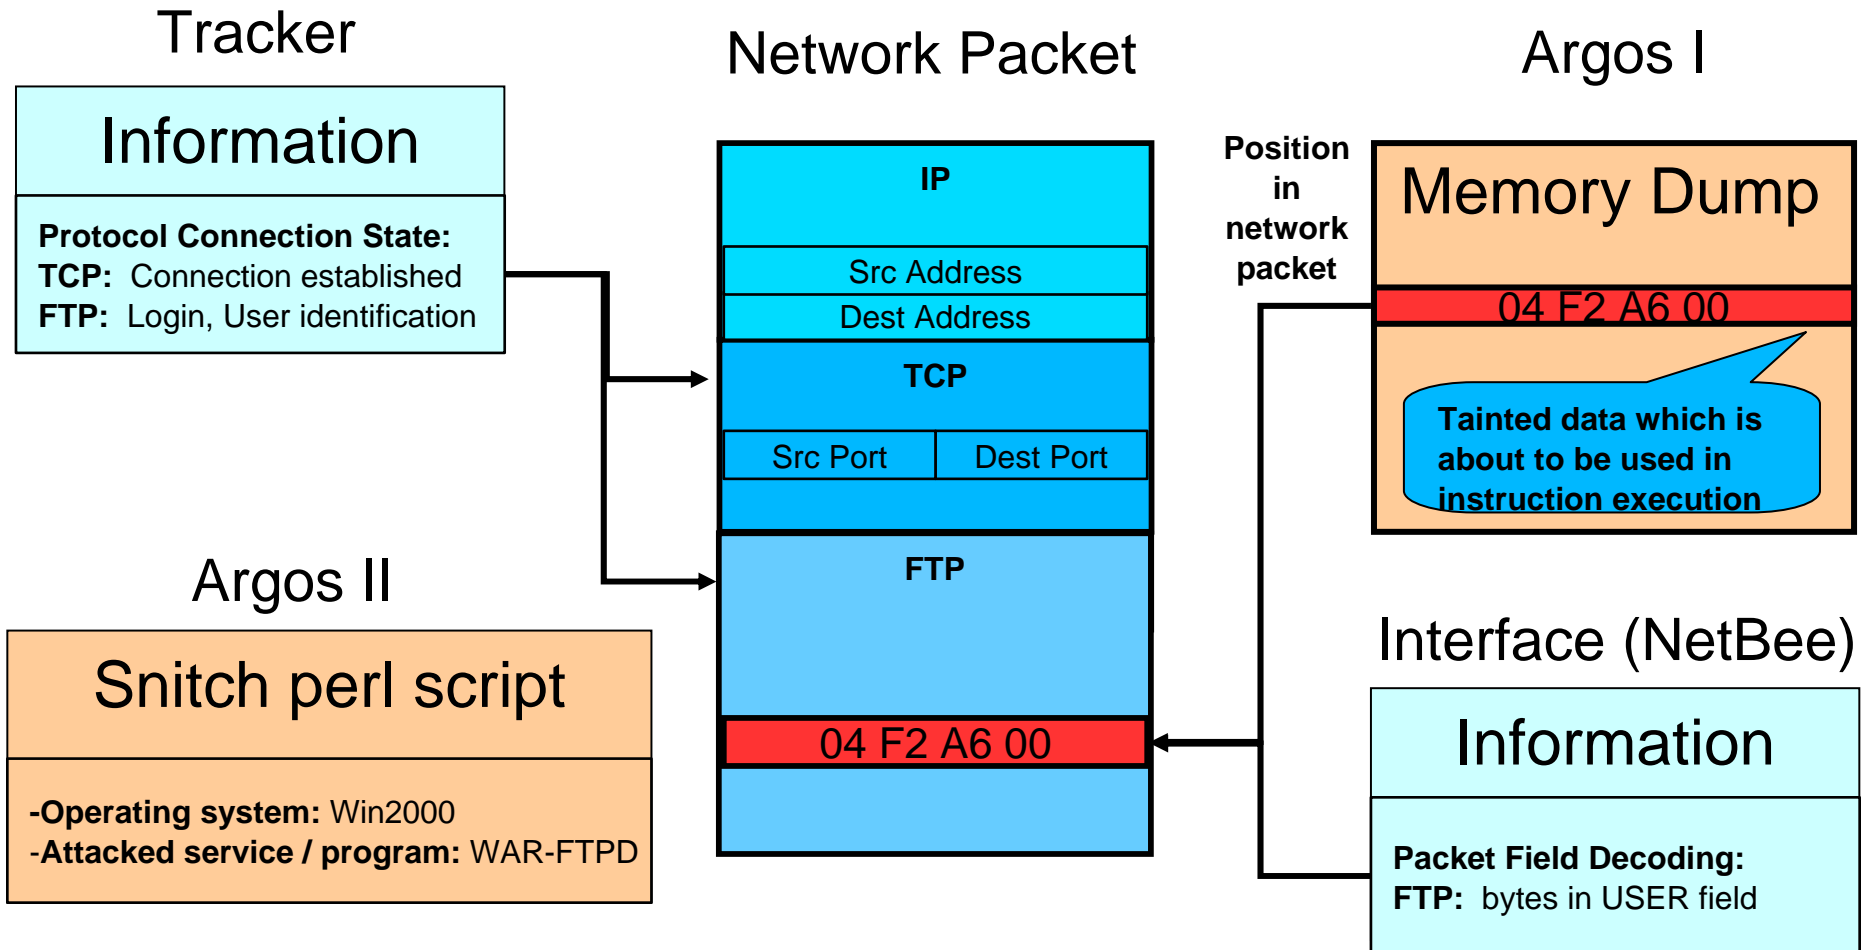 Tracker
Information
Protocol Connection State:
TCP: Connection established
FTP: Login, User identification
Argos II
Snitch perl script
-Operating system: Win2000
-Attacked service / program: WAR-FTPD
Network Packet
IP
Src Address
Dest Address
TCP
Src Port Dest Port
FTP
04 F2 A6 00
Position
in
network
packet
Argos I
Memory Dump
04 F2 A6 00
Tainted data which is
about to be used in
instruction execution
Interface (NetBee)
Information
Packet Field Decoding:
FTP: bytes in USER field